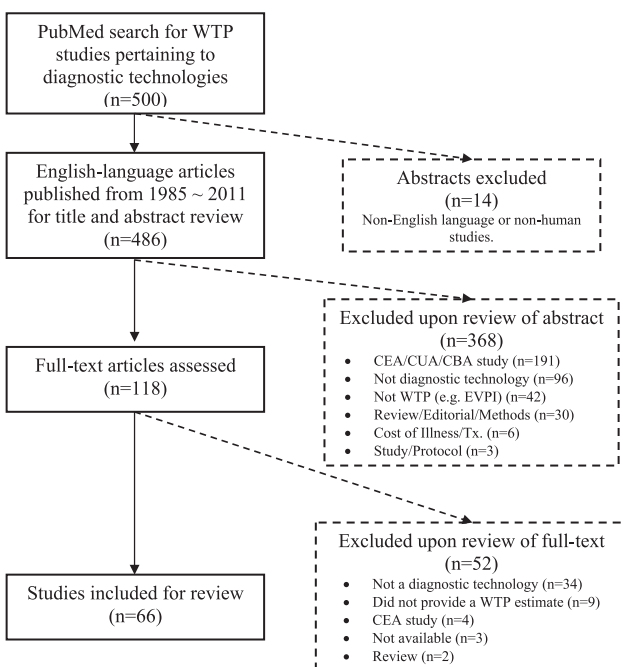 PubMed search for WTP
studies pertaining to
diagnostic technologies
(n=500)
English-language articles
published from 1985 ~ 2011
for title and abstract review
(n=486)
Abstracts excluded
(n=14)
Non-English language or non-human
studies.
Excluded upon review of abstract
(n=368)
• CEA/CUA/CBA study (n=191)
• Not diagnostic technology (n=96)
• Not WTP (e.g. EVPI) (n=42)
• Review/Editorial/Methods (n=30)
• Cost of Illness/Tx. (n=6)
• Study/Protocol (n=3)
Full-text articles assessed
(n=118)
Excluded upon review of full-text
(n=52)
• Not a diagnostic technology (n=34)
• Did not provide a WTP estimate (n=9)
• CEA study (n=4)
• Not available (n=3)
• Review (n=2)
Studies included for review
(n=66)